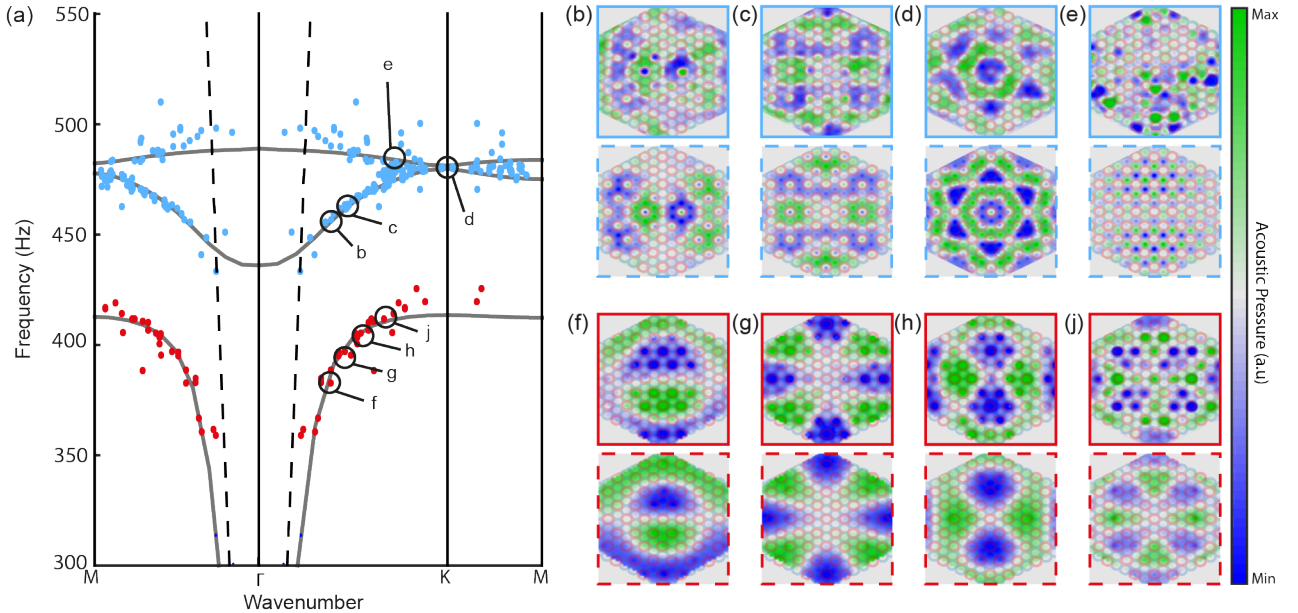 (a)
550
500
450
400
350
300
Frequency (Hz)
M
Γ
K
M
Wavenumber
e
d
c
b
j
h
g
f
(b)
(c)
(d)
(e)
(f)
(g)
(h)
(j)
Max
Acoustic Pressure (a.u)
Min